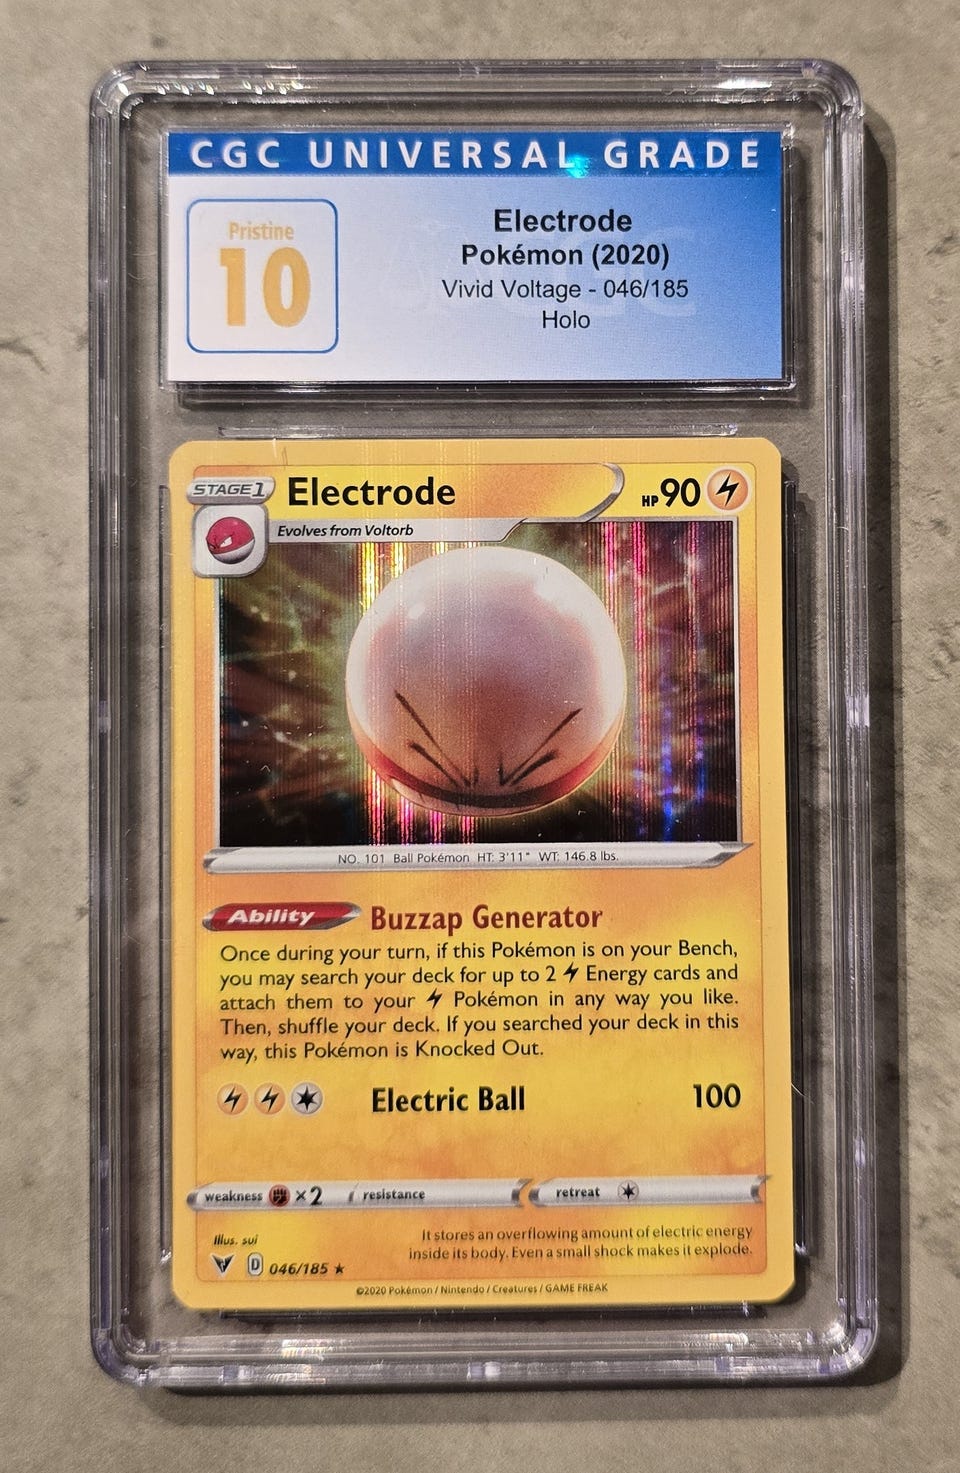 CGC UNIVERSAL GRADE
Pristine
10
Electrode
Pokémon (2020)
Vivid Voltage - 046/185
Holo
STAGE 1
Electrode
HP 90
Evolves from Voltorb
NO. 101 Ball Pokémon HT: 3'11" WT: 146.8 lbs.
Ability Buzzap Generator
Once during your turn, if this Pokémon is on your Bench,
you may search your deck for up to 2 Energy cards and
attach them to your Pokémon in any way you like.
Then, shuffle your deck. If you searched your deck in this
way, this Pokémon is Knocked Out.
Electric Ball 100
weakness ×2 resistance retreat
Illus. sui
It stores an overflowing amount of electric energy
inside its body. Even a small shock makes it explode.
D 046/185 ★
©2020 Pokémon / Nintendo / Creatures / GAME FREAK